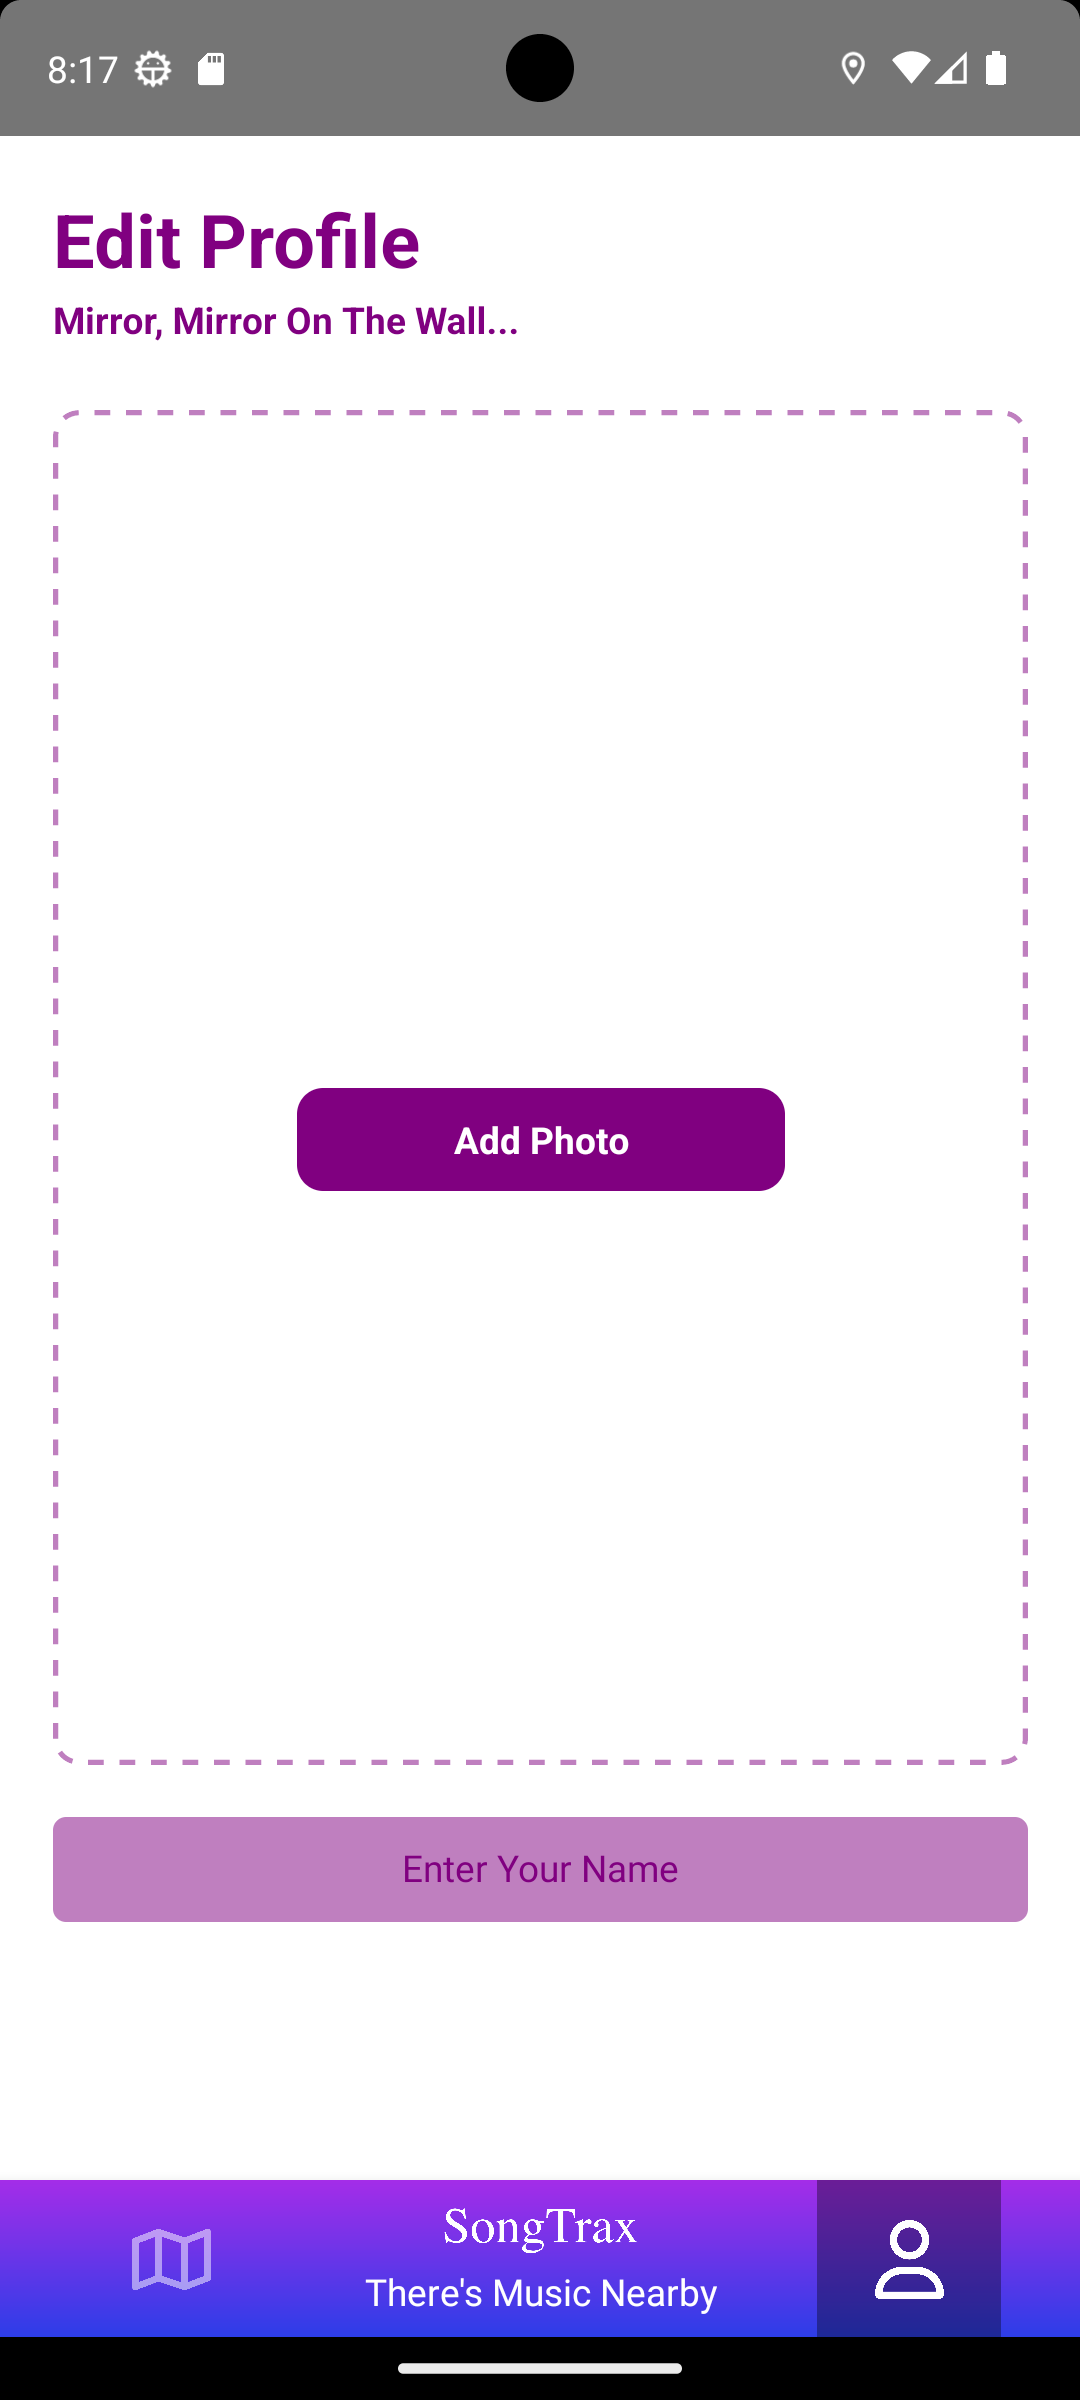 8:17
Edit Profile
Mirror, Mirror On The Wall...
Add Photo
Enter Your Name
SongTrax
There's Music Nearby